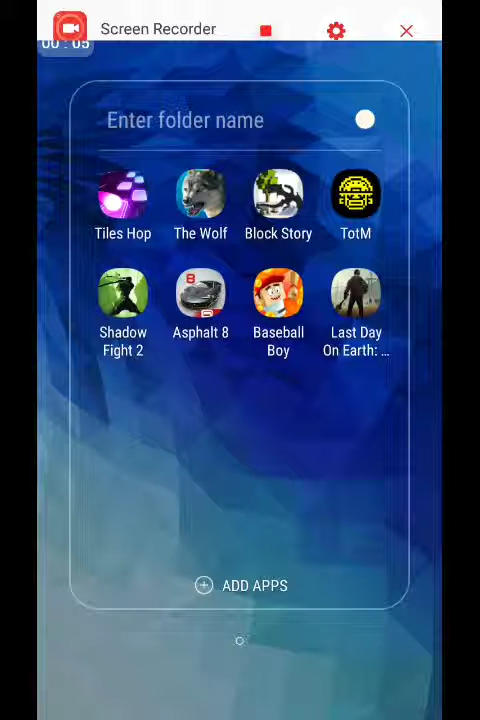 Screen Recorder
00 : 05
Enter folder name
Tiles Hop
The Wolf
Block Story
TotM
Shadow
Fight 2
Asphalt 8
Baseball
Boy
Last Day
On Earth: ...
ADD APPS